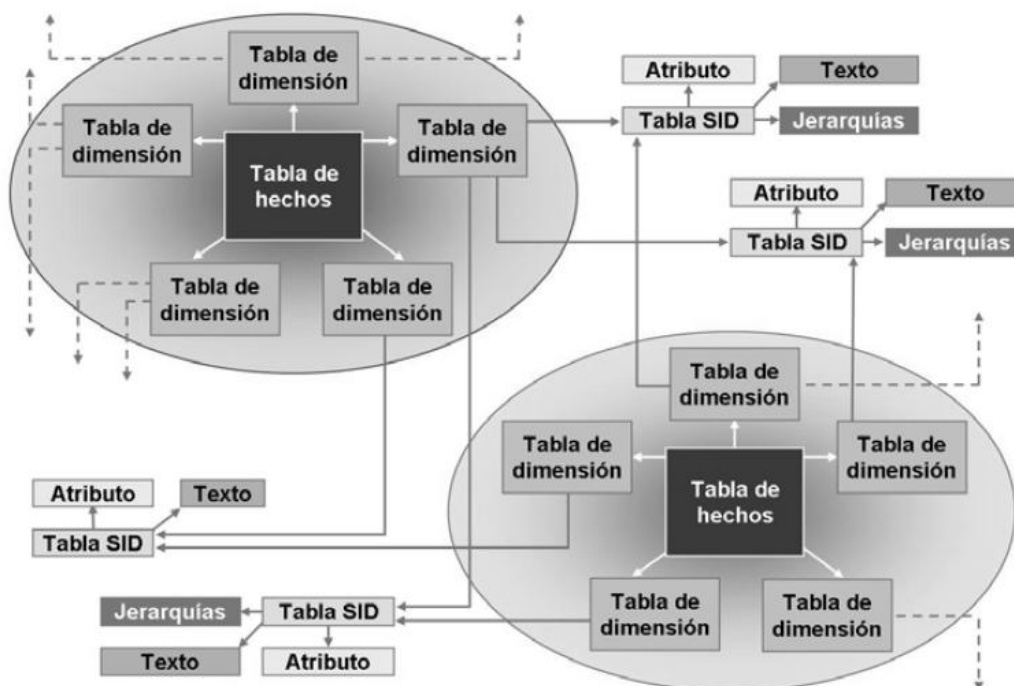 Tabla de
dimensión
Atributo
Texto
Tabla SID
Jerarquías
Tabla de
dimensión
Tabla de
dimensión
Tabla de
hechos
Atributo
Texto
Tabla SID
Jerarquías
Tabla de
dimensión
Tabla de
dimensión
Tabla de
dimensión
Tabla de
dimensión
Tabla de
dimensión
Tabla de
hechos
Atributo
Texto
Tabla SID
Jerarquías
Tabla SID
Texto
Atributo
Tabla de
dimensión
Tabla de
dimensión